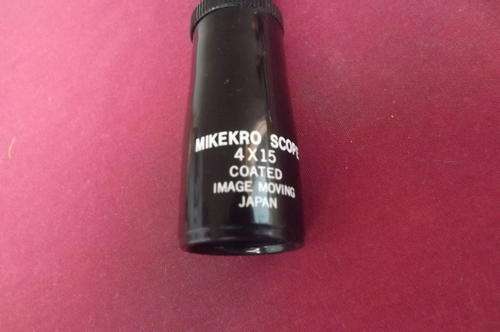 MIKEKRO SCOPE
4X15
COATED
IMAGE MOVING
JAPAN